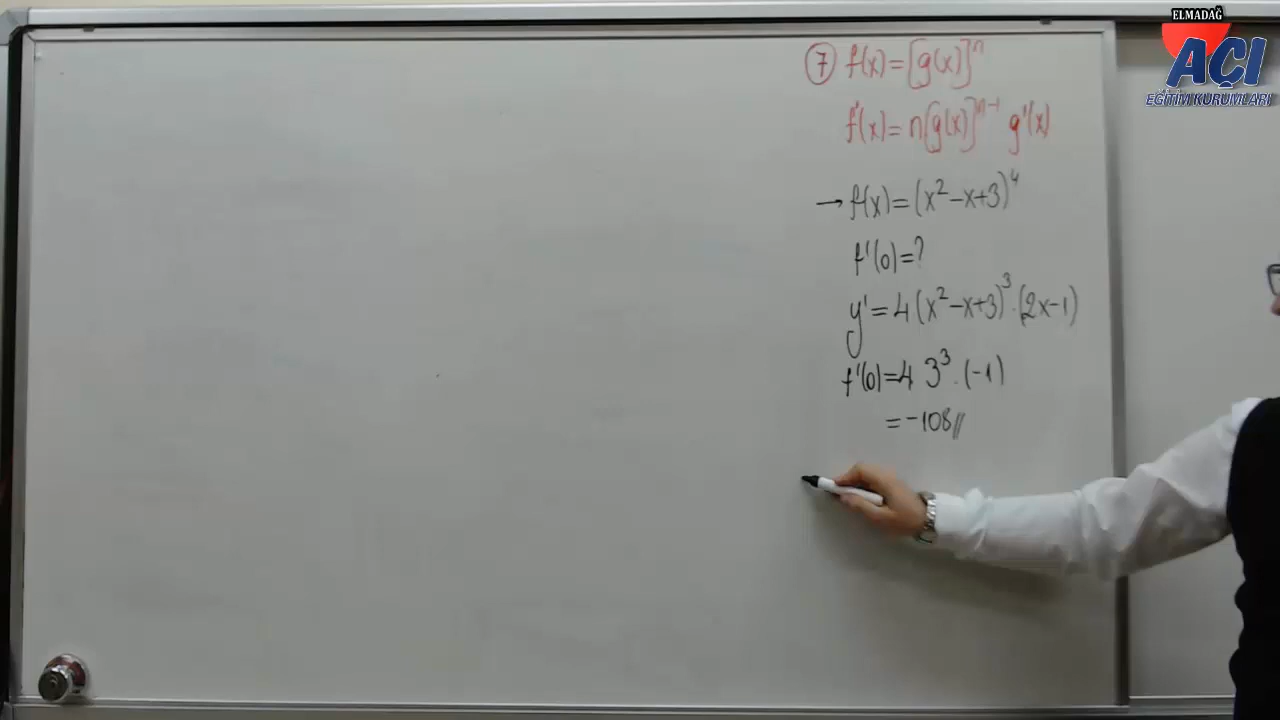 ELMADAĞ
AÇI
EĞİTİM KURUMLARI
7 f(x)=[g(x)]^n
f'(x)=n[g(x)]^n-1 g'(x)
→ f(x)=(x²-x+3)⁴
f'(0)=?
y'=4(x²-x+3)³.(2x-1)
f'(0)=4 3³.(-1)
=-108//